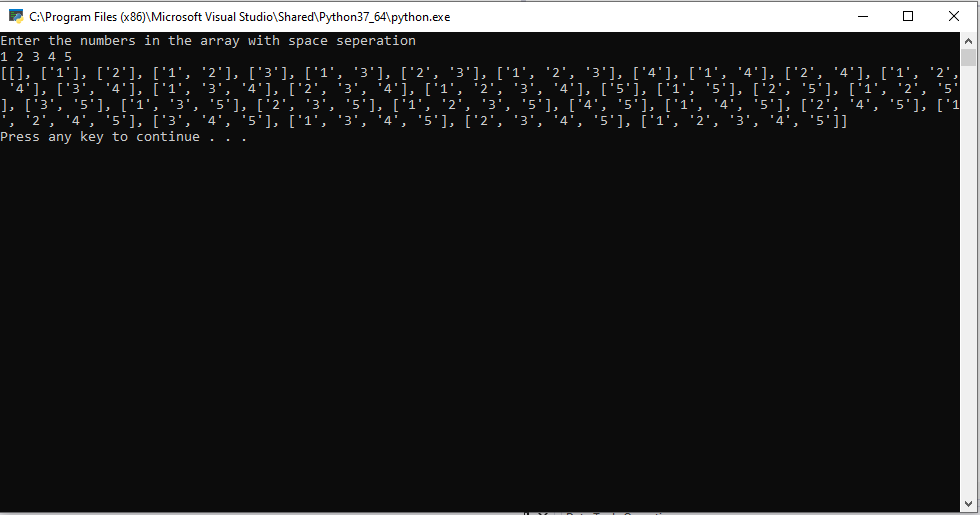 C:\Program Files (x86)\Microsoft Visual Studio\Shared\Python37_64\python.exe
Enter the numbers in the array with space seperation
1 2 3 4 5
[[], ['1'], ['2'], ['1', '2'], ['3'], ['1', '3'], ['2', '3'], ['1', '2', '3'], ['4'], ['1', '4'], ['2', '4'], ['1', '2',
 '4'], ['3', '4'], ['1', '3', '4'], ['2', '3', '4'], ['1', '2', '3', '4'], ['5'], ['1', '5'], ['2', '5'], ['1', '2', '5'
], ['3', '5'], ['1', '3', '5'], ['2', '3', '5'], ['1', '2', '3', '5'], ['4', '5'], ['1', '4', '5'], ['2', '4', '5'], ['1
', '2', '4', '5'], ['3', '4', '5'], ['1', '3', '4', '5'], ['2', '3', '4', '5'], ['1', '2', '3', '4', '5']]
Press any key to continue . . .